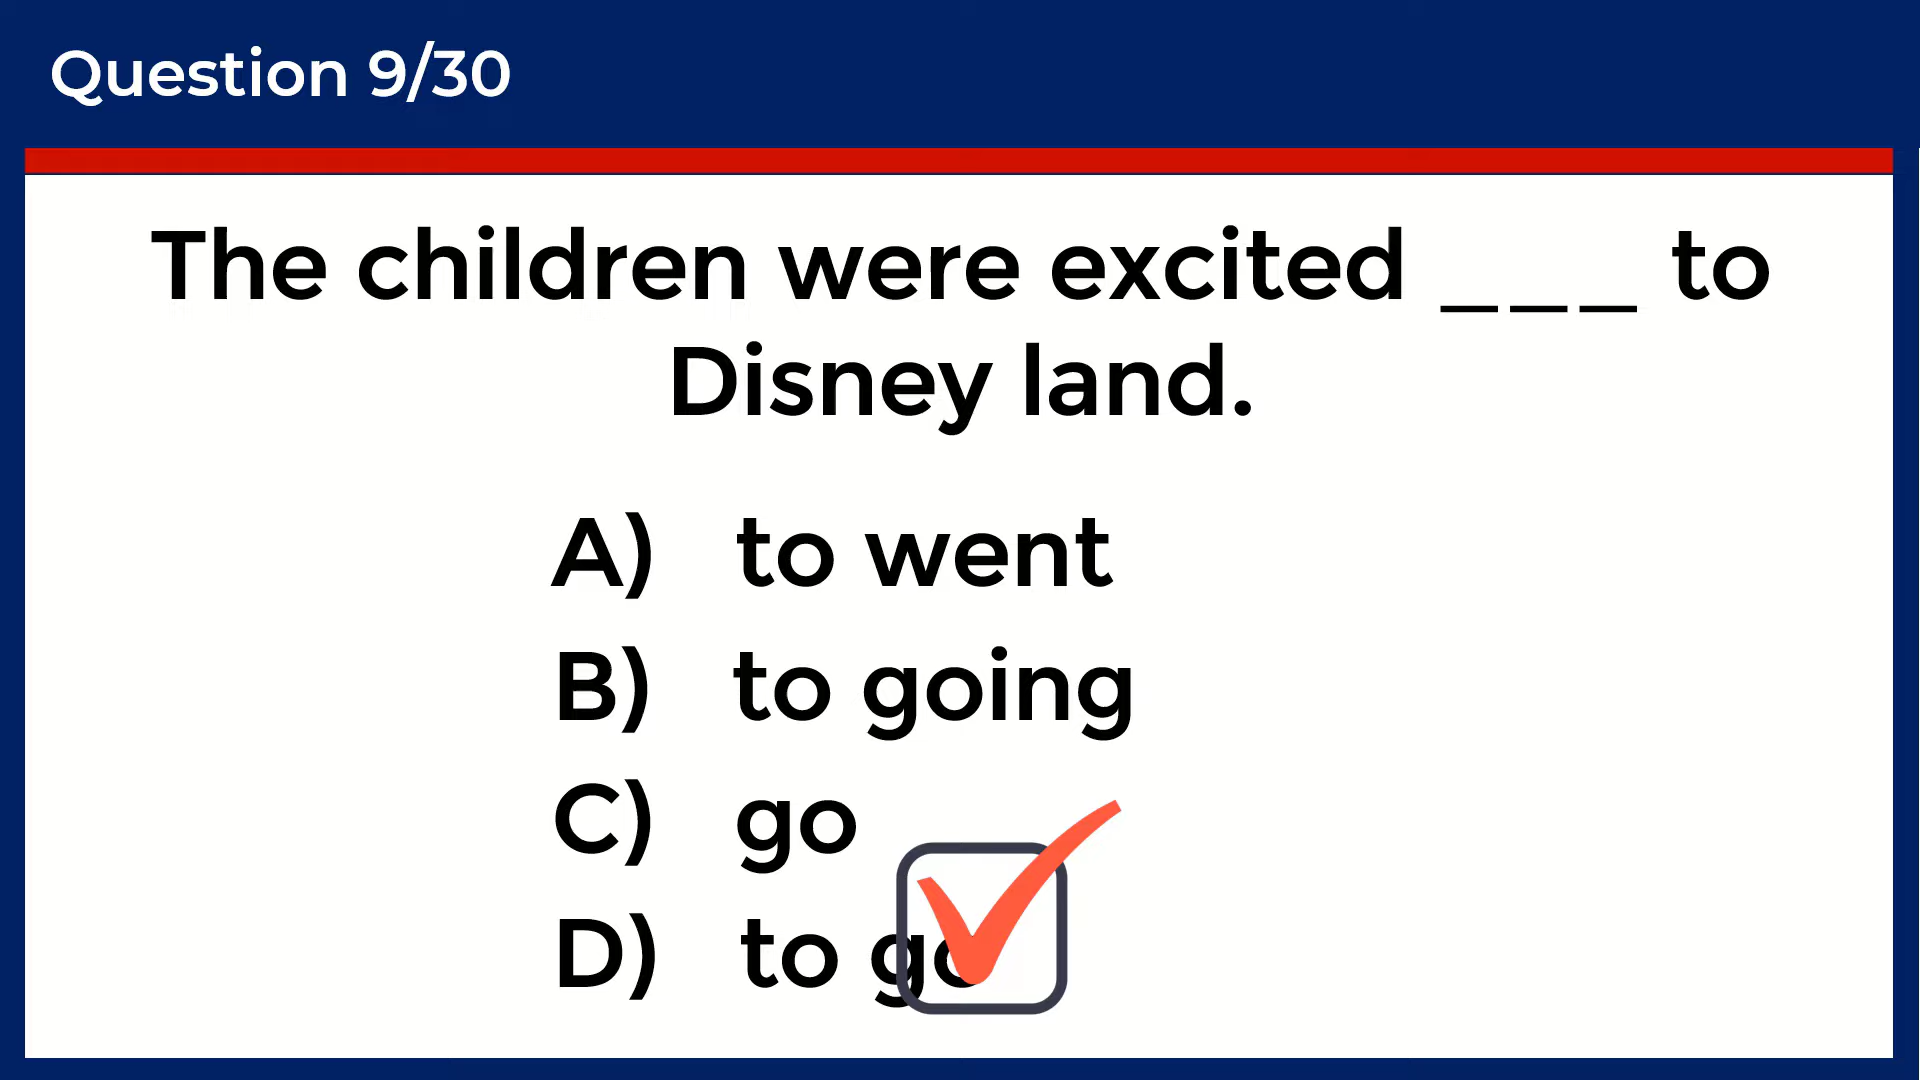 Question 9/30
The children were excited ___ to
Disney land.
A) to went
B) to going
C) go
D) to go